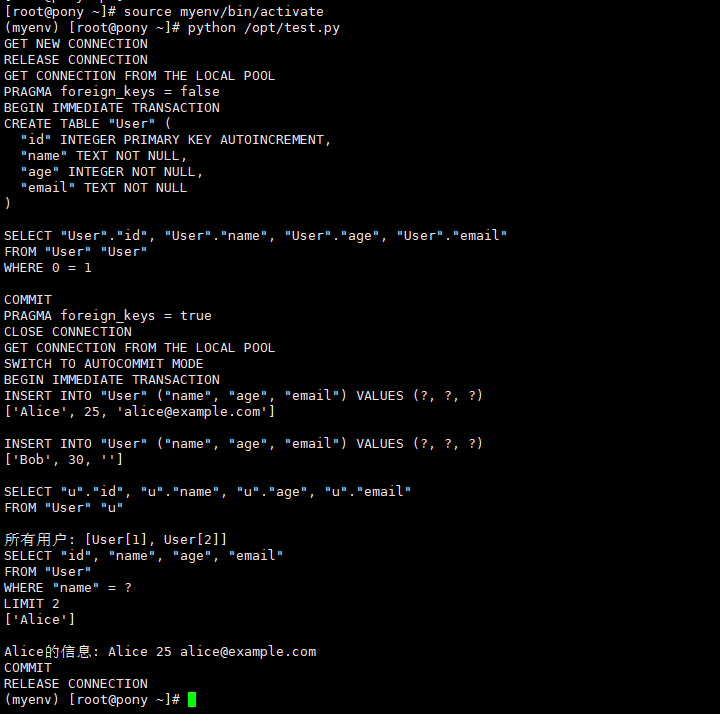 [root@pony ~]# source myenv/bin/activate
(myenv) [root@pony ~]# python /opt/test.py
GET NEW CONNECTION
RELEASE CONNECTION
GET CONNECTION FROM THE LOCAL POOL
PRAGMA foreign_keys = false
BEGIN IMMEDIATE TRANSACTION
CREATE TABLE "User" (
  "id" INTEGER PRIMARY KEY AUTOINCREMENT,
  "name" TEXT NOT NULL,
  "age" INTEGER NOT NULL,
  "email" TEXT NOT NULL
)

SELECT "User"."id", "User"."name", "User"."age", "User"."email"
FROM "User" "User"
WHERE 0 = 1

COMMIT
PRAGMA foreign_keys = true
CLOSE CONNECTION
GET CONNECTION FROM THE LOCAL POOL
SWITCH TO AUTOCOMMIT MODE
BEGIN IMMEDIATE TRANSACTION
INSERT INTO "User" ("name", "age", "email") VALUES (?, ?, ?)
['Alice', 25, 'alice@example.com']

INSERT INTO "User" ("name", "age", "email") VALUES (?, ?, ?)
['Bob', 30, '']

SELECT "u"."id", "u"."name", "u"."age", "u"."email"
FROM "User" "u"

所有用户: [User[1], User[2]]
SELECT "id", "name", "age", "email"
FROM "User"
WHERE "name" = ?
LIMIT 2
['Alice']

Alice的信息: Alice 25 alice@example.com
COMMIT
RELEASE CONNECTION
(myenv) [root@pony ~]#